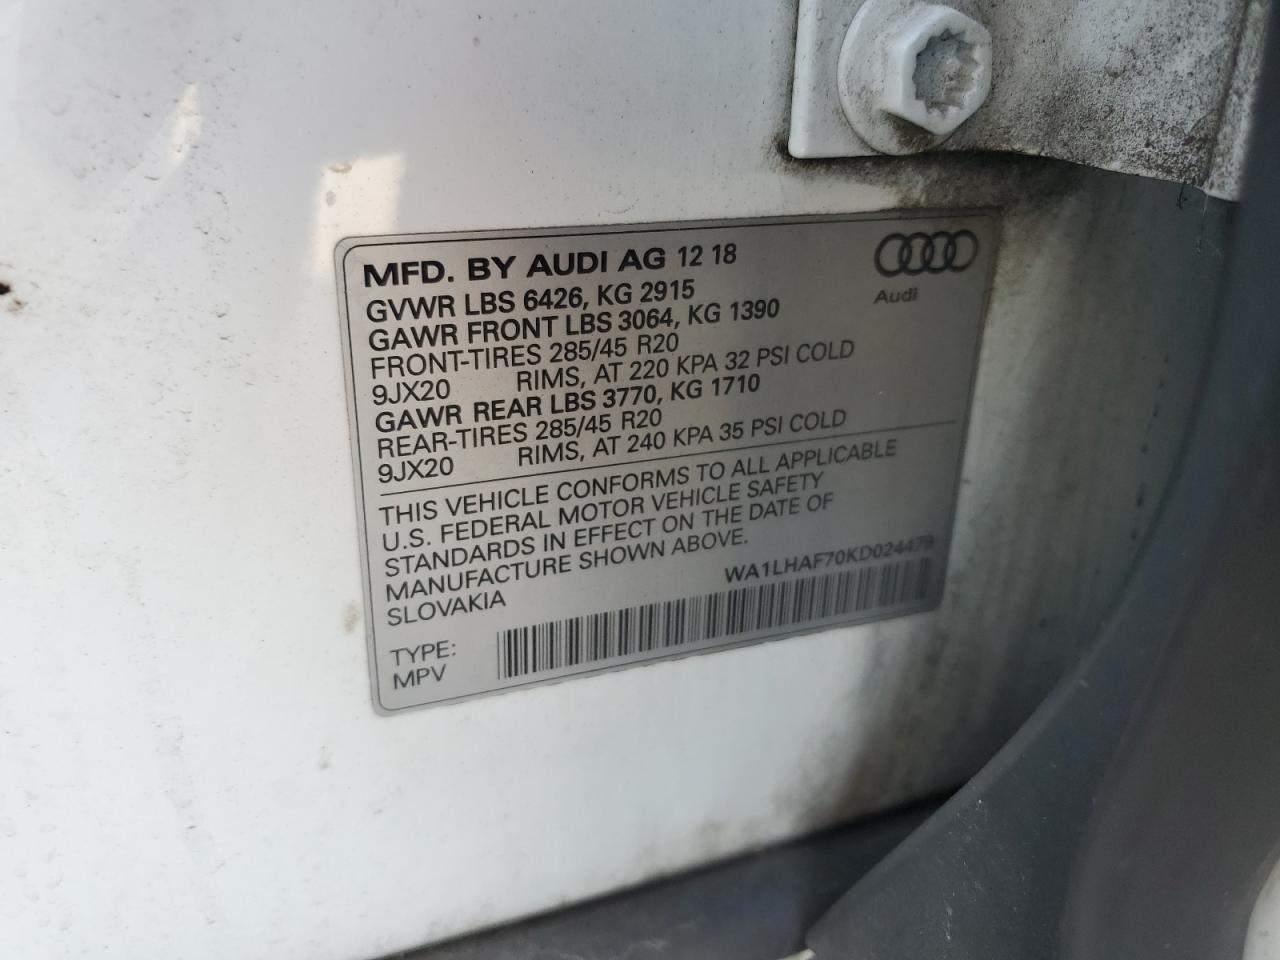 MFD. BY AUDI AG 12 18
Audi
GVWR LBS 6426, KG 2915
GAWR FRONT LBS 3064, KG 1390
FRONT-TIRES 285/45 R20
9JX20 RIMS, AT 220 KPA 32 PSI COLD
GAWR REAR LBS 3770, KG 1710
REAR-TIRES 285/45 R20
9JX20 RIMS, AT 240 KPA 35 PSI COLD
THIS VEHICLE CONFORMS TO ALL APPLICABLE
U.S. FEDERAL MOTOR VEHICLE SAFETY
STANDARDS IN EFFECT ON THE DATE OF
MANUFACTURE SHOWN ABOVE.
SLOVAKIA
WA1LHAF70KD024479
TYPE:
MPV